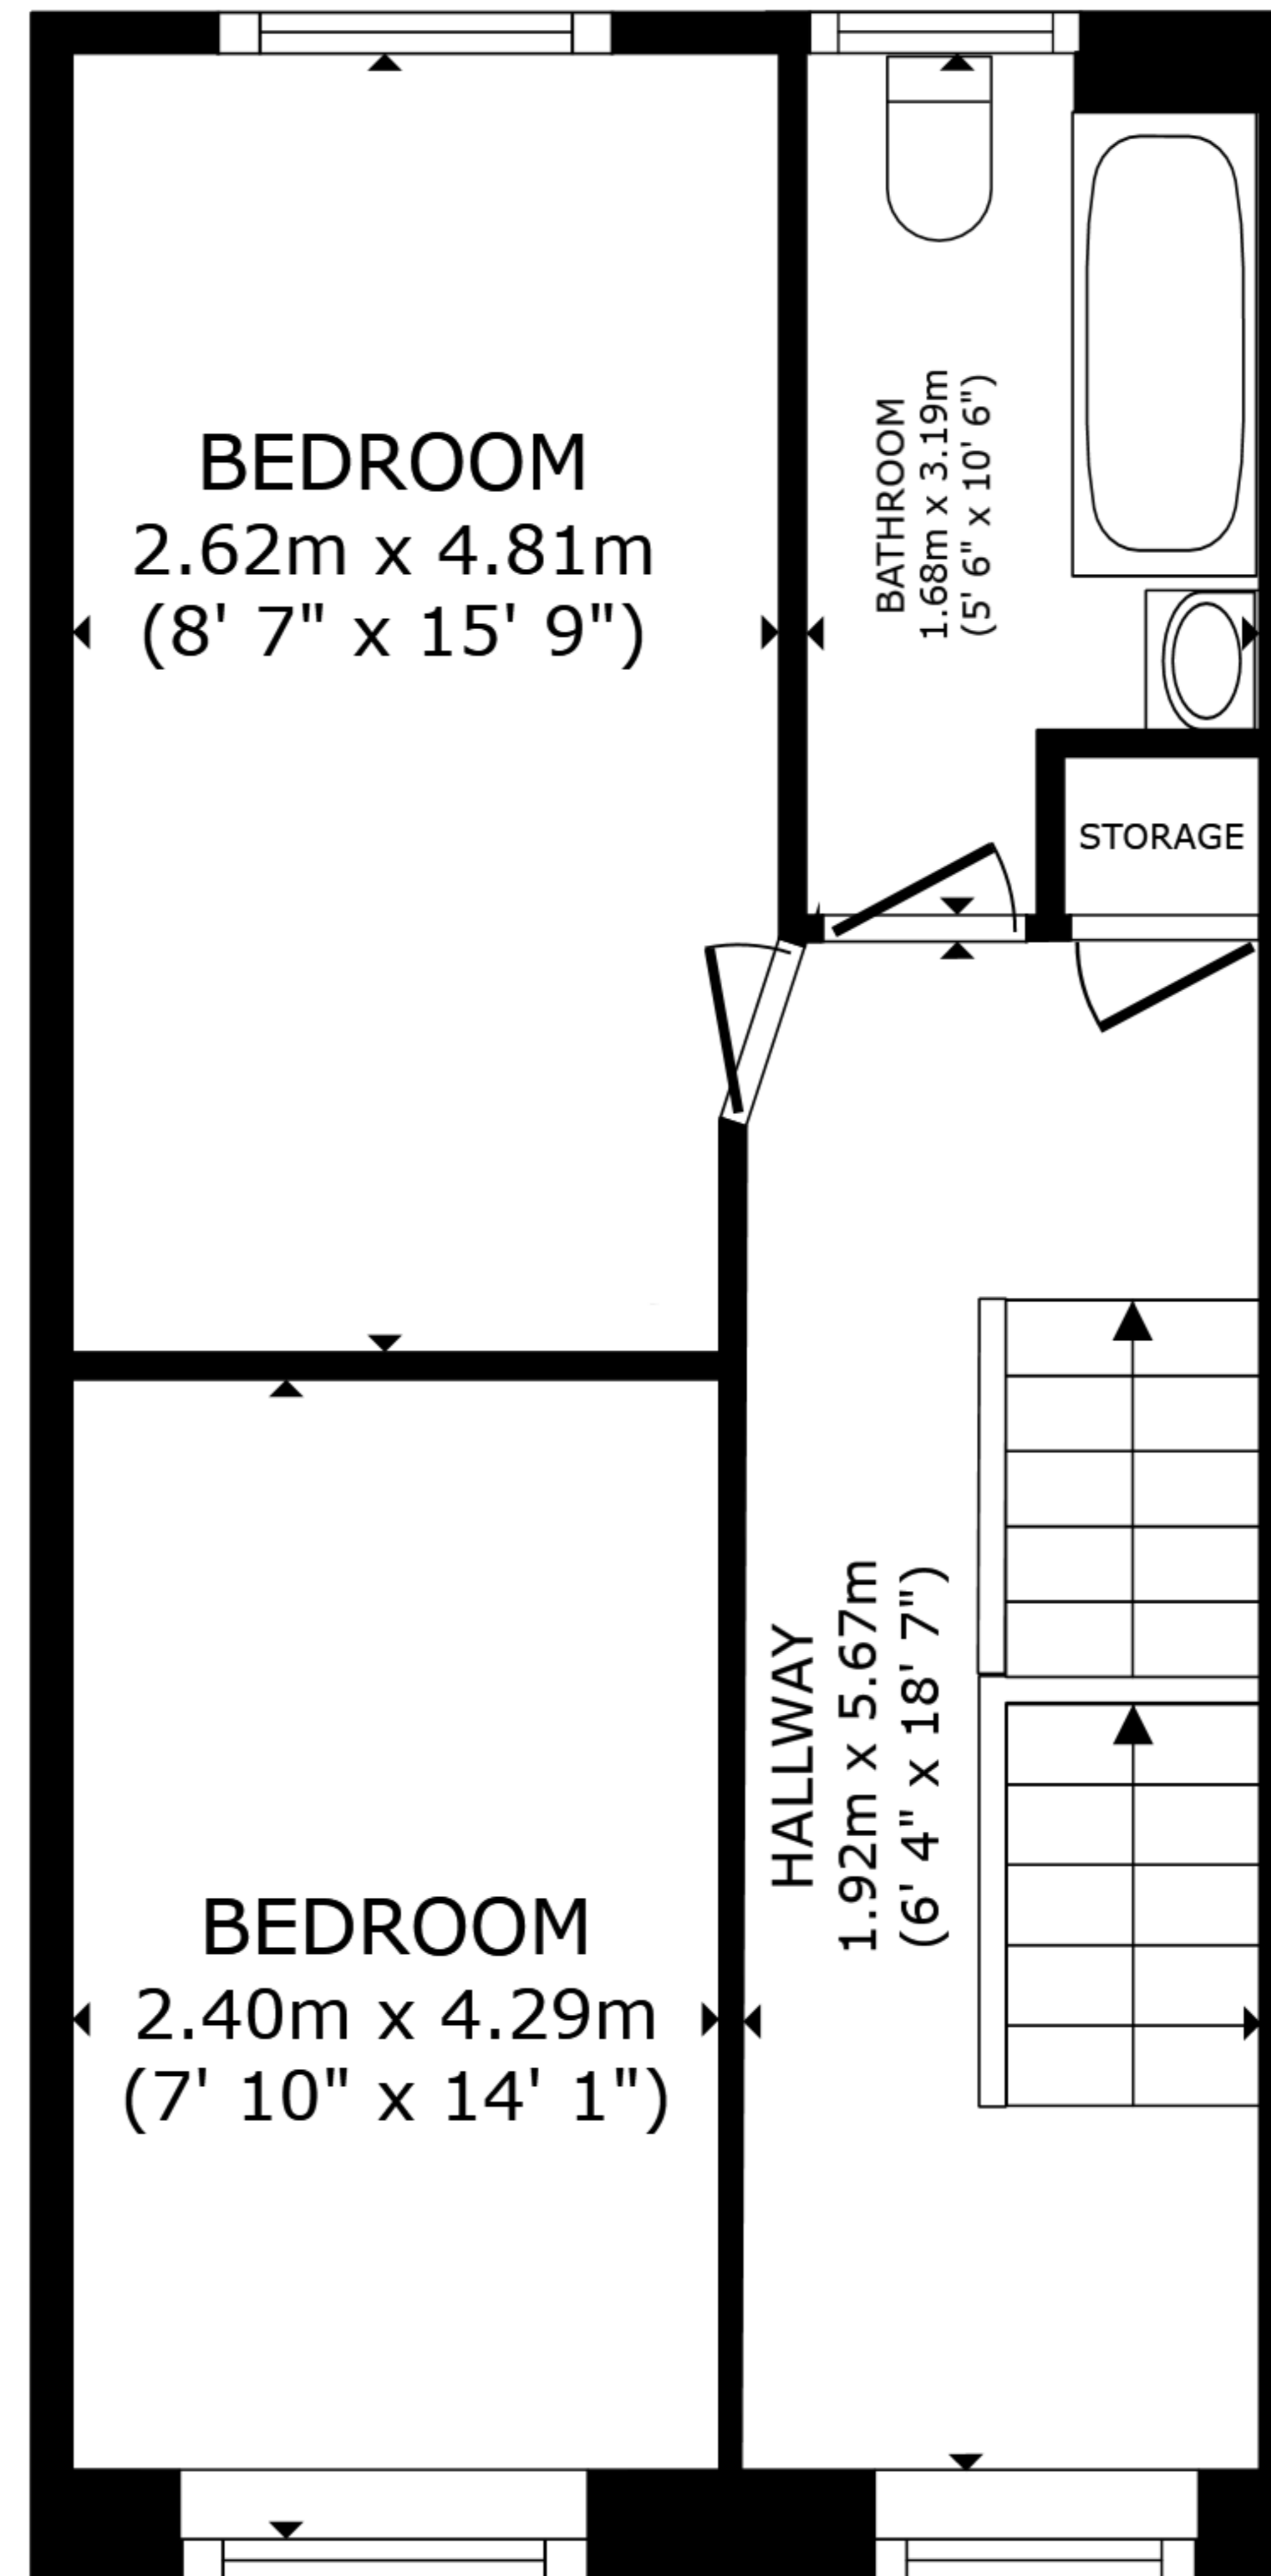 BEDROOM
2.62m x 4.81m
(8' 7" x 15' 9")
BATHROOM
1.68m x 3.19m
(5' 6" x 10' 6")
STORAGE
HALLWAY
1.92m x 5.67m
(6' 4" x 18' 7")
BEDROOM
2.40m x 4.29m
(7' 10" x 14' 1")